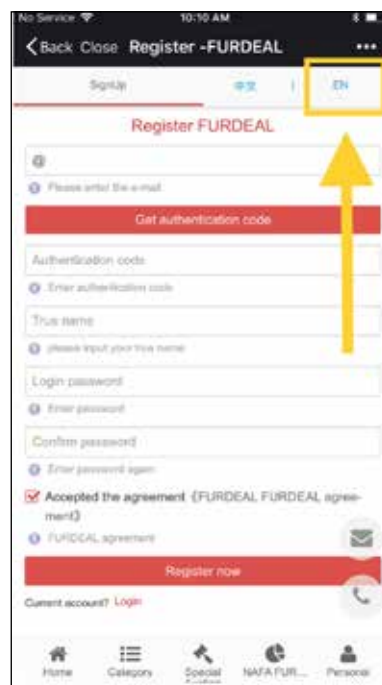 No Service 10:10 AM
Back Close Register -FURDEAL
SignUp 中文 | EN
Register FURDEAL
@
Please enter the e-mail
Get authentication code
Authentication code
Enter authentication code
True name
please input your true name
Login password
Enter password
Confirm password
Enter password again
Accepted the agreement 《FURDEAL FURDEAL agree-
ment》
FURDEAL agreement
Register now
Current account? Login
Home Category Special NAFA FUR... Personal